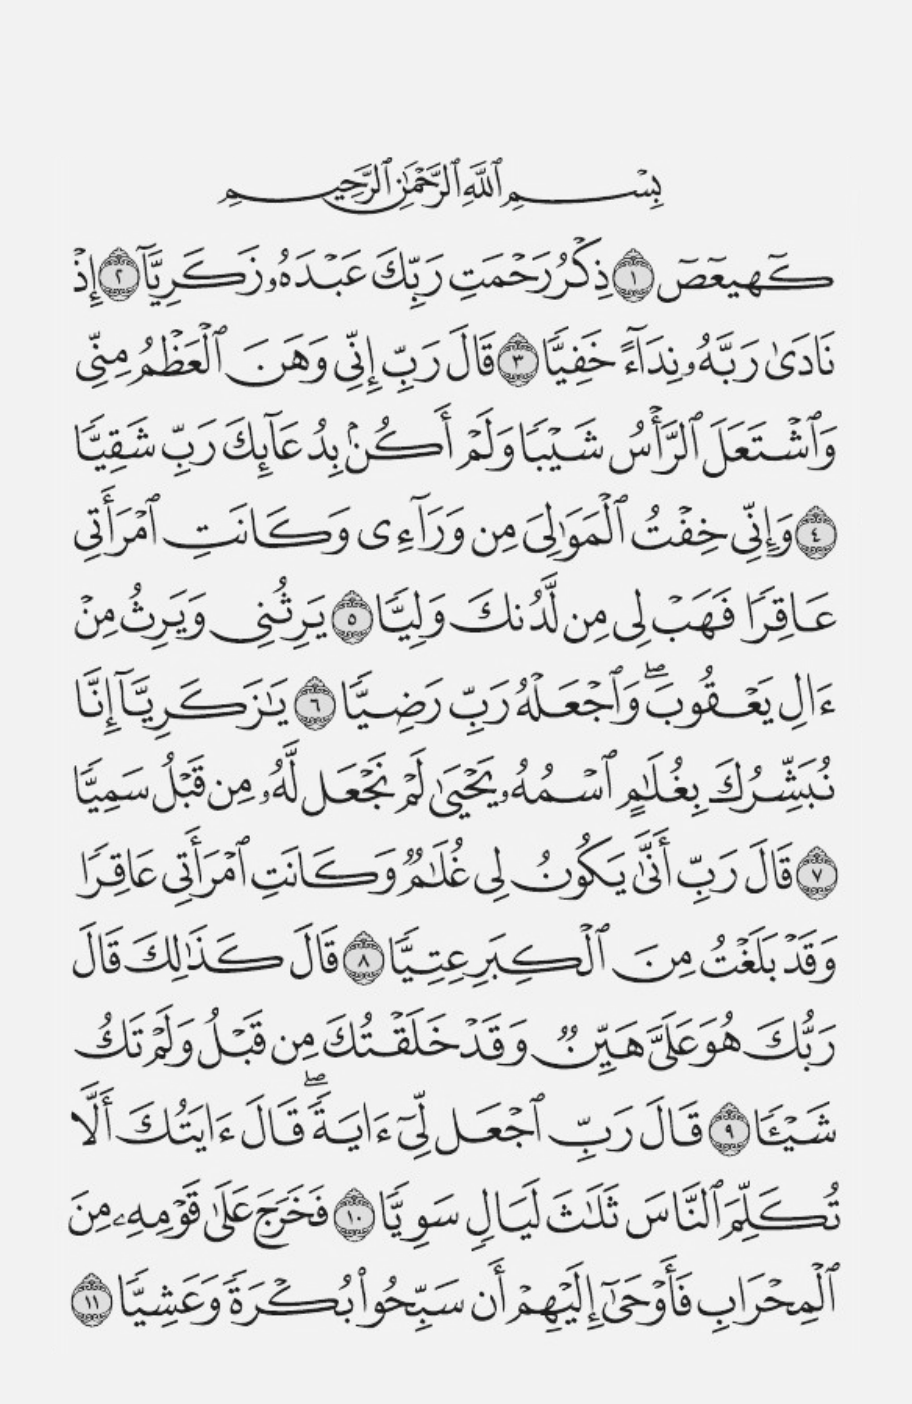 بِسْمِ ٱللَّهِ ٱلرَّحْمَٰنِ ٱلرَّحِيمِ
كٓهيعٓصٓ ١ ذِكْرُ رَحْمَتِ رَبِّكَ عَبْدَهُۥ زَكَرِيَّآ ٢ إِذْ
نَادَىٰ رَبَّهُۥ نِدَآءً خَفِيًّا ٣ قَالَ رَبِّ إِنِّى وَهَنَ ٱلْعَظْمُ مِنِّى
وَٱشْتَعَلَ ٱلرَّأْسُ شَيْبًا وَلَمْ أَكُنۢ بِدُعَآئِكَ رَبِّ شَقِيًّا
٤ وَإِنِّى خِفْتُ ٱلْمَوَٰلِىَ مِن وَرَآءِى وَكَانَتِ ٱمْرَأَتِى
عَاقِرًا فَهَبْ لِى مِن لَّدُنكَ وَلِيًّا ٥ يَرِثُنِى وَيَرِثُ مِنْ
ءَالِ يَعْقُوبَ ۖ وَٱجْعَلْهُ رَبِّ رَضِيًّا ٦ يَٰزَكَرِيَّآ إِنَّا
نُبَشِّرُكَ بِغُلَٰمٍ ٱسْمُهُۥ يَحْيَىٰ لَمْ نَجْعَل لَّهُۥ مِن قَبْلُ سَمِيًّا
٧ قَالَ رَبِّ أَنَّىٰ يَكُونُ لِى غُلَٰمٌ وَكَانَتِ ٱمْرَأَتِى عَاقِرًا
وَقَدْ بَلَغْتُ مِنَ ٱلْكِبَرِ عِتِيًّا ٨ قَالَ كَذَٰلِكَ قَالَ
رَبُّكَ هُوَ عَلَىَّ هَيِّنٌ وَقَدْ خَلَقْتُكَ مِن قَبْلُ وَلَمْ تَكُ
شَيْـًٔا ٩ قَالَ رَبِّ ٱجْعَل لِّىٓ ءَايَةً ۖ قَالَ ءَايَتُكَ أَلَّا
تُكَلِّمَ ٱلنَّاسَ ثَلَٰثَ لَيَالٍ سَوِيًّا ١٠ فَخَرَجَ عَلَىٰ قَوْمِهِۦ مِنَ
ٱلْمِحْرَابِ فَأَوْحَىٰٓ إِلَيْهِمْ أَن سَبِّحُوا۟ بُكْرَةً وَعَشِيًّا ١١